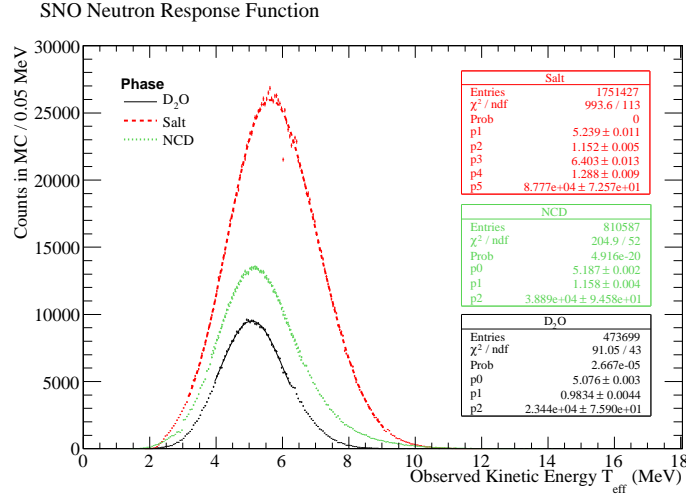 SNO Neutron Response Function
Counts in MC / 0.05 MeV
30000
25000
20000
15000
10000
5000
0
0 2 4 6 8 10 12 14 16 18
Observed Kinetic Energy T_eff (MeV)
Phase
D₂O
Salt
NCD
Salt
Entries 1751427
χ² / ndf 993.6 / 113
Prob 0
p1 5.239 ± 0.011
p2 1.152 ± 0.005
p3 6.403 ± 0.013
p4 1.288 ± 0.009
p5 8.777e+04 ± 7.257e+01
NCD
Entries 810587
χ² / ndf 204.9 / 52
Prob 4.916e-20
p0 5.187 ± 0.002
p1 1.158 ± 0.004
p2 3.889e+04 ± 9.458e+01
D₂O
Entries 473699
χ² / ndf 91.05 / 43
Prob 2.667e-05
p0 5.076 ± 0.003
p1 0.9834 ± 0.0044
p2 2.344e+04 ± 7.590e+01